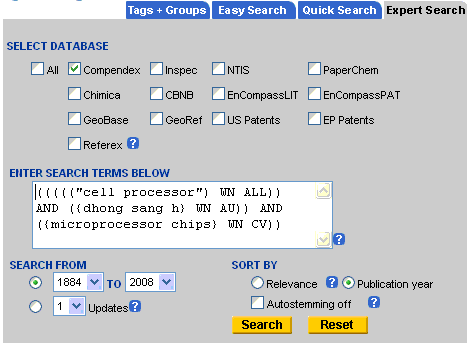 Tags + Groups Easy Search Quick Search Expert Search
SELECT DATABASE
All Compendex Inspec NTIS PaperChem
Chimica CBNB EnCompassLIT EnCompassPAT
GeoBase GeoRef US Patents EP Patents
Referex ?
ENTER SEARCH TERMS BELOW
((((("cell processor") WN ALL))
AND ({dhong sang h} WN AU)) AND
({microprocessor chips} WN CV))
?
SEARCH FROM SORT BY
1884 TO 2008 Relevance ? Publication year
1 Updates ? Autostemming off ?
Search Reset